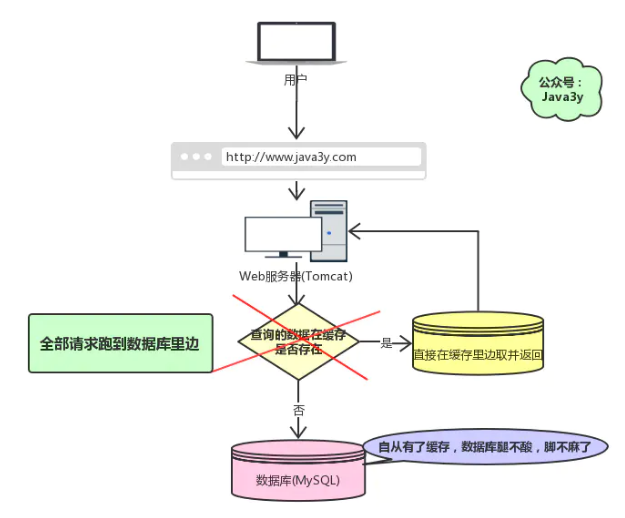 用户
公众号：
Java3y
http://www.java3y.com
Web服务器(Tomcat)
全部请求跑到数据库里边
查询的数据在缓存
是否存在
是
直接在缓存里边取并返回
否
自从有了缓存，数据库腿不酸，脚不麻了
数据库(MySQL)